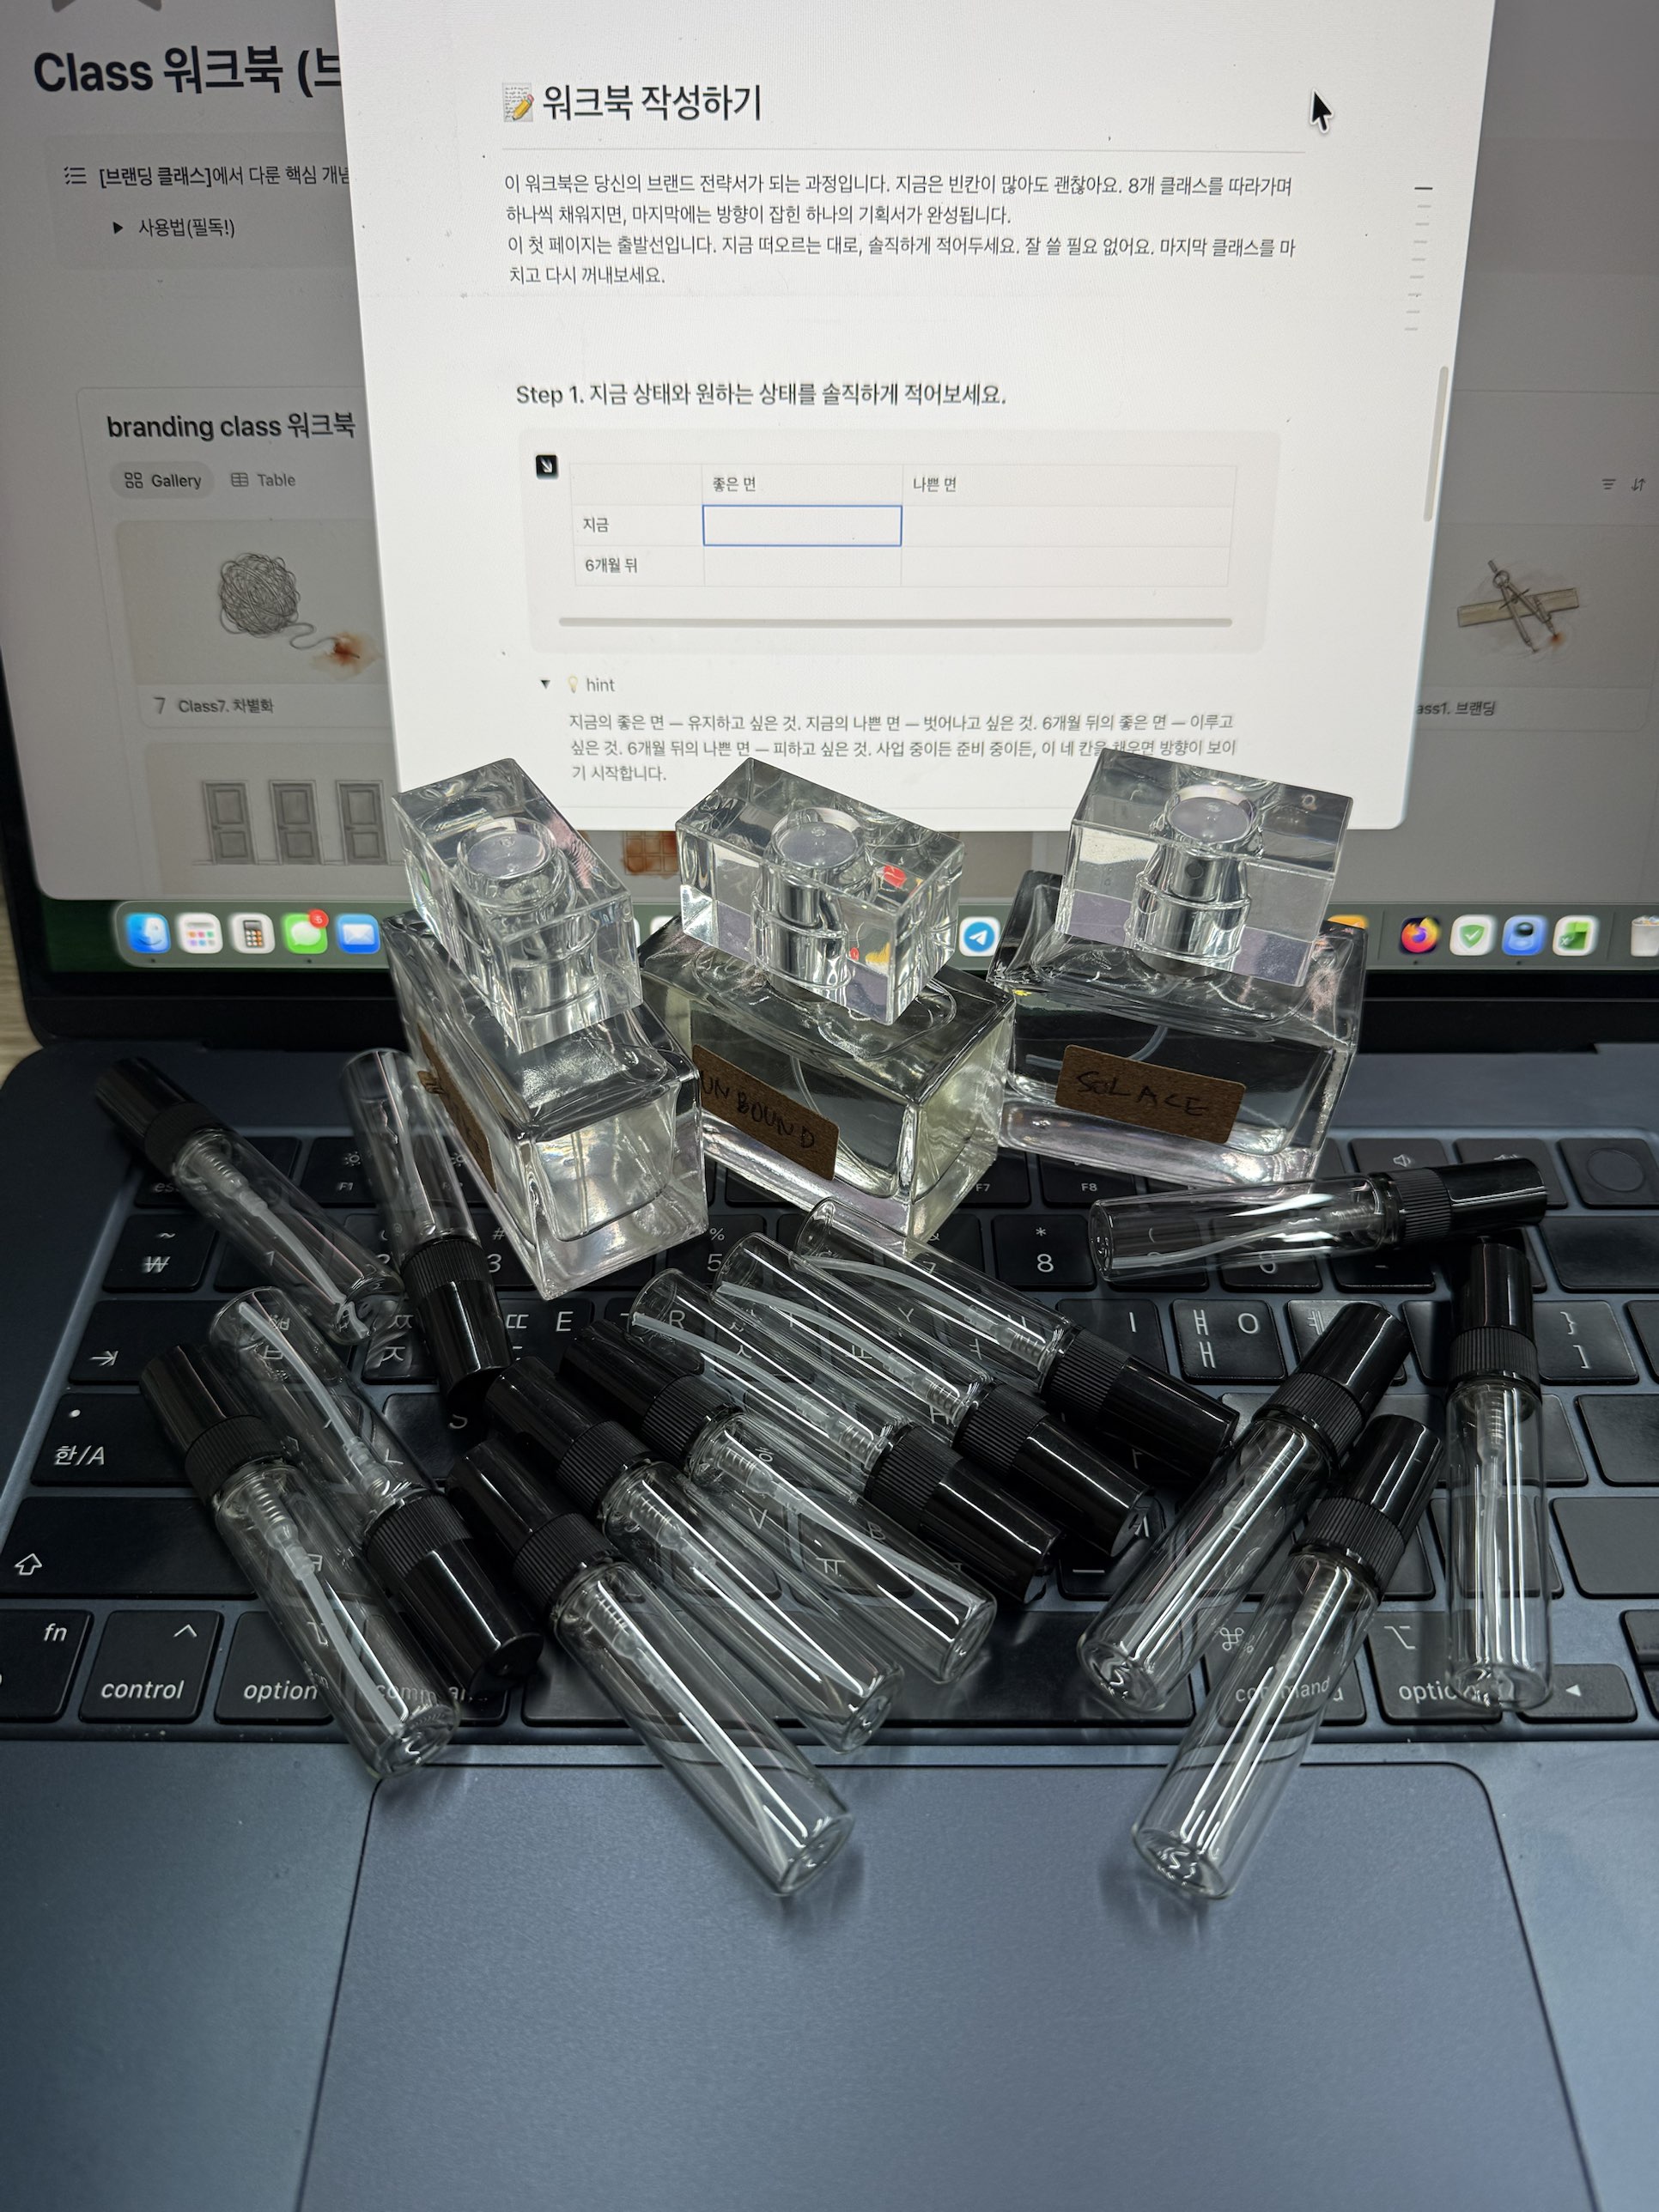 Class 워크북 (브
[브랜딩 클래스]에서 다룬 핵심 개념
사용법(필독!)
branding class 워크북
Gallery
Table
7 Class7. 차별화
📝 워크북 작성하기
이 워크북은 당신의 브랜드 전략서가 되는 과정입니다. 지금은 빈칸이 많아도 괜찮아요. 8개 클래스를 따라가며
하나씩 채워지면, 마지막에는 방향이 잡힌 하나의 기획서가 완성됩니다.
이 첫 페이지는 출발선입니다. 지금 떠오르는 대로, 솔직하게 적어두세요. 잘 쓸 필요 없어요. 마지막 클래스를 마
치고 다시 꺼내보세요.
Step 1. 지금 상태와 원하는 상태를 솔직하게 적어보세요.
좋은 면 나쁜 면
지금
6개월 뒤
💡 hint
지금의 좋은 면 — 유지하고 싶은 것. 지금의 나쁜 면 — 벗어나고 싶은 것. 6개월 뒤의 좋은 면 — 이루고
싶은 것. 6개월 뒤의 나쁜 면 — 피하고 싶은 것. 사업 중이든 준비 중이든, 이 네 칸을 채우면 방향이 보이
기 시작합니다.
ass1. 브랜딩
5
UNBOUND
SOLACE
esc F1 F7 F8
~ # % *
₩ 1 3 5 7 8
ㄸ E R Y I ㅒ O
ㅈ ㅐ
} ]
한/A S
V B ㅠ
fn control option command command option